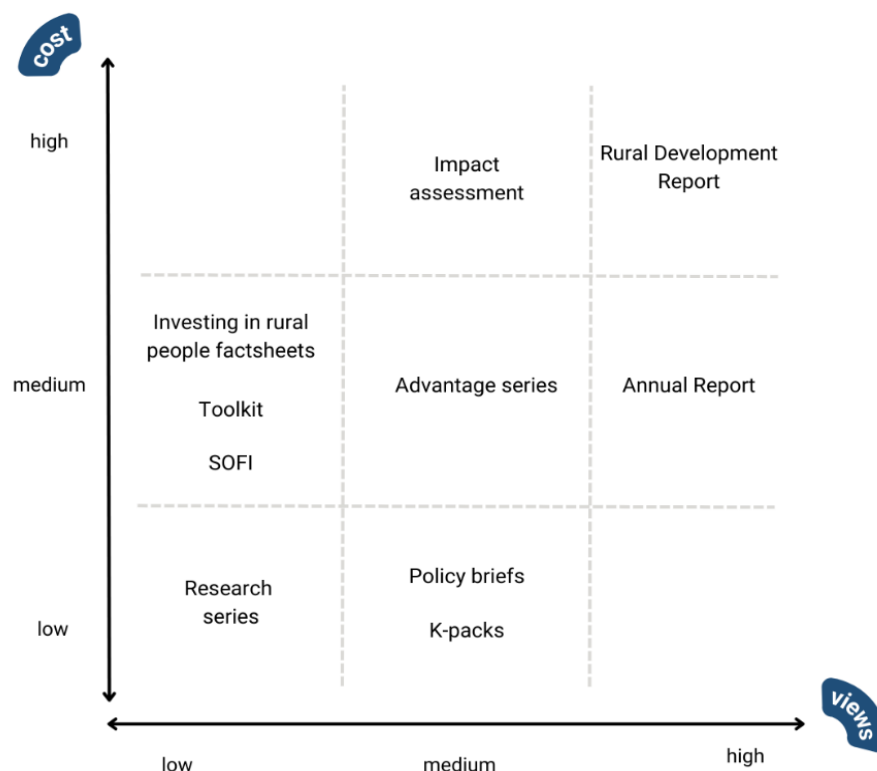 cost
high
Impact
assessment
Rural Development
Report
Investing in rural
people factsheets
Toolkit
SOFI
medium
Advantage series
Annual Report
Research
series
Policy briefs
K-packs
low
views
low
medium
high